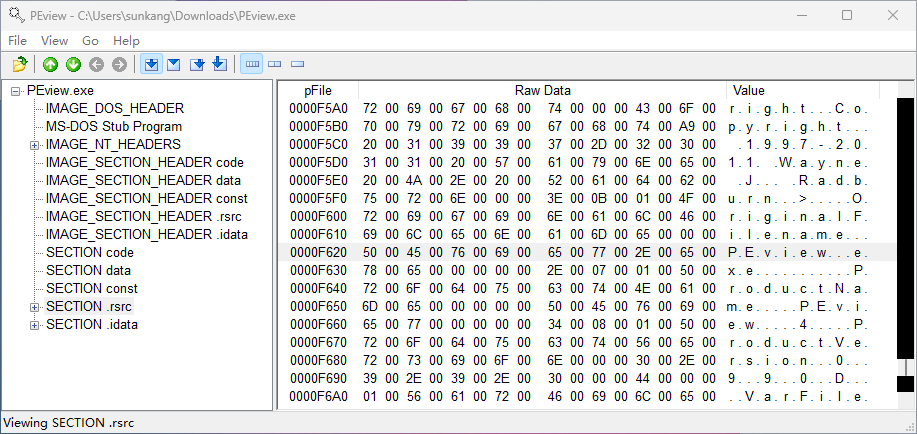 PEview - C:\Users\sunkang\Downloads\PEview.exe
File View Go Help
PEview.exe
IMAGE_DOS_HEADER
MS-DOS Stub Program
IMAGE_NT_HEADERS
IMAGE_SECTION_HEADER code
IMAGE_SECTION_HEADER data
IMAGE_SECTION_HEADER const
IMAGE_SECTION_HEADER .rsrc
IMAGE_SECTION_HEADER .idata
SECTION code
SECTION data
SECTION const
SECTION .rsrc
SECTION .idata
pFile Raw Data Value
0000F5A0 72 00 69 00 67 00 68 00 74 00 00 00 43 00 6F 00 r.i.g.h.t...C.o.
0000F5B0 70 00 79 00 72 00 69 00 67 00 68 00 74 00 A9 00 p.y.r.i.g.h.t...
0000F5C0 20 00 31 00 39 00 39 00 37 00 2D 00 32 00 30 00 .1.9.9.7.-.2.0.
0000F5D0 31 00 31 00 20 00 57 00 61 00 79 00 6E 00 65 00 1.1. .W.a.y.n.e.
0000F5E0 20 00 4A 00 2E 00 20 00 52 00 61 00 64 00 62 00 .J... .R.a.d.b.
0000F5F0 75 00 72 00 6E 00 00 00 3E 00 0B 00 01 00 4F 00 u.r.n...>.....O.
0000F600 72 00 69 00 67 00 69 00 6E 00 61 00 6C 00 46 00 r.i.g.i.n.a.l.F.
0000F610 69 00 6C 00 65 00 6E 00 61 00 6D 00 65 00 00 00 i.l.e.n.a.m.e...
0000F620 50 00 45 00 76 00 69 00 65 00 77 00 2E 00 65 00 P.E.v.i.e.w...e.
0000F630 78 00 65 00 00 00 00 00 2E 00 07 00 01 00 50 00 x.e...........P.
0000F640 72 00 6F 00 64 00 75 00 63 00 74 00 4E 00 61 00 r.o.d.u.c.t.N.a.
0000F650 6D 00 65 00 00 00 00 00 50 00 45 00 76 00 69 00 m.e.....P.E.v.i.
0000F660 65 00 77 00 00 00 00 00 34 00 08 00 01 00 50 00 e.w.....4.....P.
0000F670 72 00 6F 00 64 00 75 00 63 00 74 00 56 00 65 00 r.o.d.u.c.t.V.e.
0000F680 72 00 73 00 69 00 6F 00 6E 00 00 00 30 00 2E 00 r.s.i.o.n...0...
0000F690 39 00 2E 00 39 00 2E 00 30 00 00 00 44 00 00 00 9...9...0...D...
0000F6A0 01 00 56 00 61 00 72 00 46 00 69 00 6C 00 65 00 ..V.a.r.F.i.l.e.
Viewing SECTION .rsrc